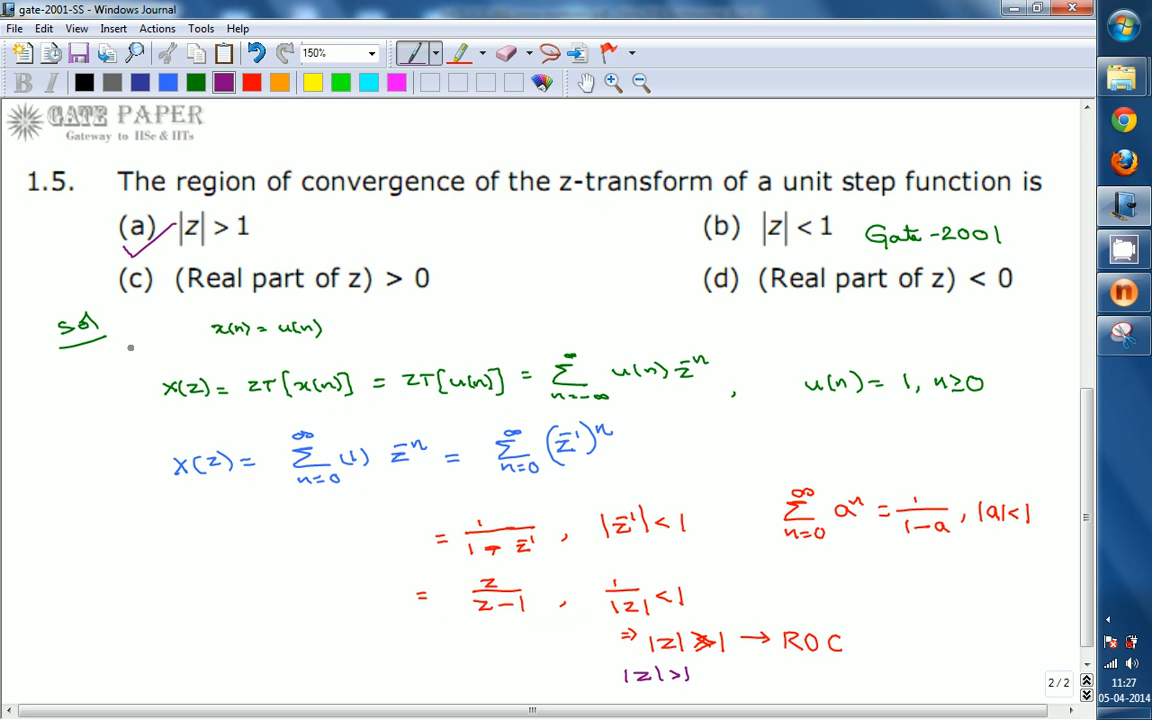 gate-2001-SS - Windows Journal
File Edit View Insert Actions Tools Help
150%
B I
GATE PAPER
Gateway to IISc & IITs
1.5. The region of convergence of the z-transform of a unit step function is
(a) |z| > 1 (b) |z| < 1 Gate -2001
(c) (Real part of z) > 0 (d) (Real part of z) < 0
Sol x(n) = u(n)
X(z) = ZT[x(n)] = ZT[u(n)] = ∑_{n=-∞}^{∞} u(n) z^{-n} , u(n) = 1, n≥0
X(z) = ∑_{n=0}^{∞} (1) z^{-n} = ∑_{n=0}^{∞} (z^{-1})^n
= 1/(1 - z^{-1}) , |z^{-1}| < 1 ∑_{n=0}^{∞} a^n = 1/(1-a) , |a|<1
= z/(z-1) , 1/|z| < 1
⇒ |z| > 1 → ROC
|z|>1
2 / 2
11:27
05-04-2014